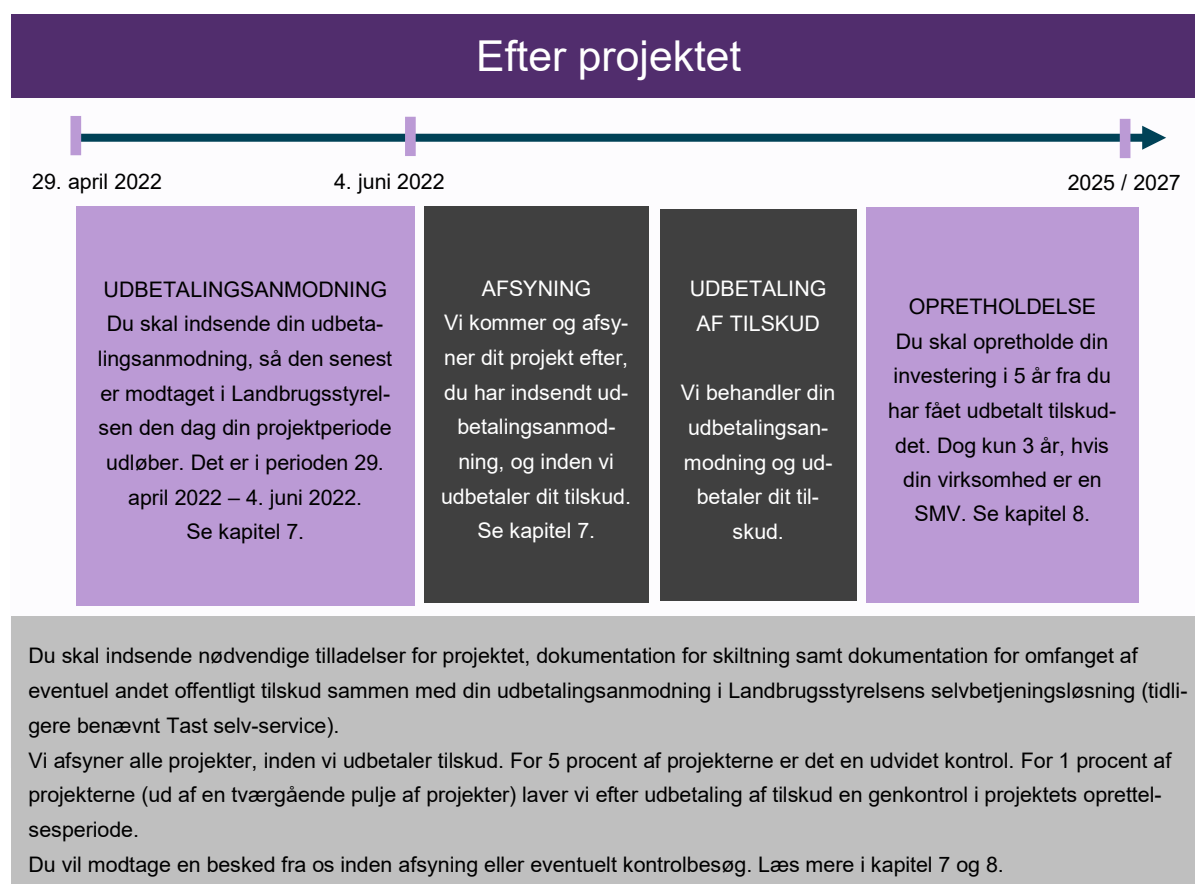 Efter projektet
29. april 2022
4. juni 2022
2025 / 2027
UDBETALINGSANMODNING
Du skal indsende din udbeta-
lingsanmodning, så den senest
er modtaget i Landbrugsstyrel-
sen den dag din projektperiode
udløber. Det er i perioden 29.
april 2022 – 4. juni 2022.
Se kapitel 7.
AFSYNING
Vi kommer og afsy-
ner dit projekt efter,
du har indsendt ud-
betalingsanmod-
ning, og inden vi
udbetaler dit tilskud.
Se kapitel 7.
UDBETALING
AF TILSKUD
Vi behandler din
udbetalingsan-
modning og ud-
betaler dit til-
skud.
OPRETHOLDELSE
Du skal opretholde din
investering i 5 år fra du
har fået udbetalt tilskud-
det. Dog kun 3 år, hvis
din virksomhed er en
SMV. Se kapitel 8.
Du skal indsende nødvendige tilladelser for projektet, dokumentation for skiltning samt dokumentation for omfanget af
eventuel andet offentligt tilskud sammen med din udbetalingsanmodning i Landbrugsstyrelsens selvbetjeningsløsning (tidli-
gere benævnt Tast selv-service).
Vi afsyner alle projekter, inden vi udbetaler tilskud. For 5 procent af projekterne er det en udvidet kontrol. For 1 procent af
projekterne (ud af en tværgående pulje af projekter) laver vi efter udbetaling af tilskud en genkontrol i projektets oprettel-
sesperiode.
Du vil modtage en besked fra os inden afsyning eller eventuelt kontrolbesøg. Læs mere i kapitel 7 og 8.